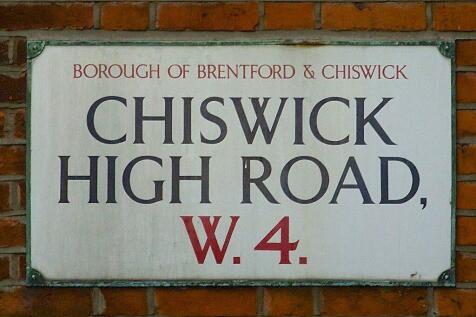 BOROUGH OF BRENTFORD & CHISWICK
CHISWICK
HIGH ROAD,
W. 4.